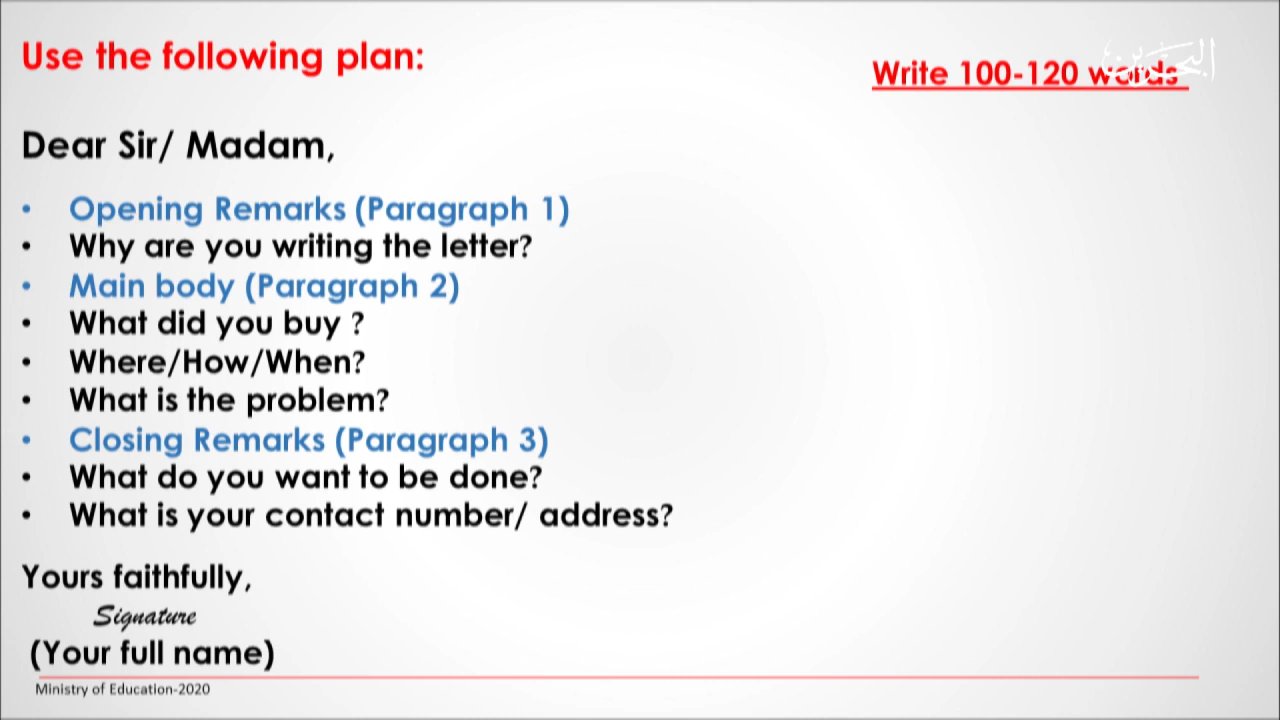 Use the following plan:
Write 100-120 words
البحرين
Dear Sir/ Madam,
• Opening Remarks (Paragraph 1)
• Why are you writing the letter?
• Main body (Paragraph 2)
• What did you buy ?
• Where/How/When?
• What is the problem?
• Closing Remarks (Paragraph 3)
• What do you want to be done?
• What is your contact number/ address?
Yours faithfully,
Signature
(Your full name)
Ministry of Education-2020